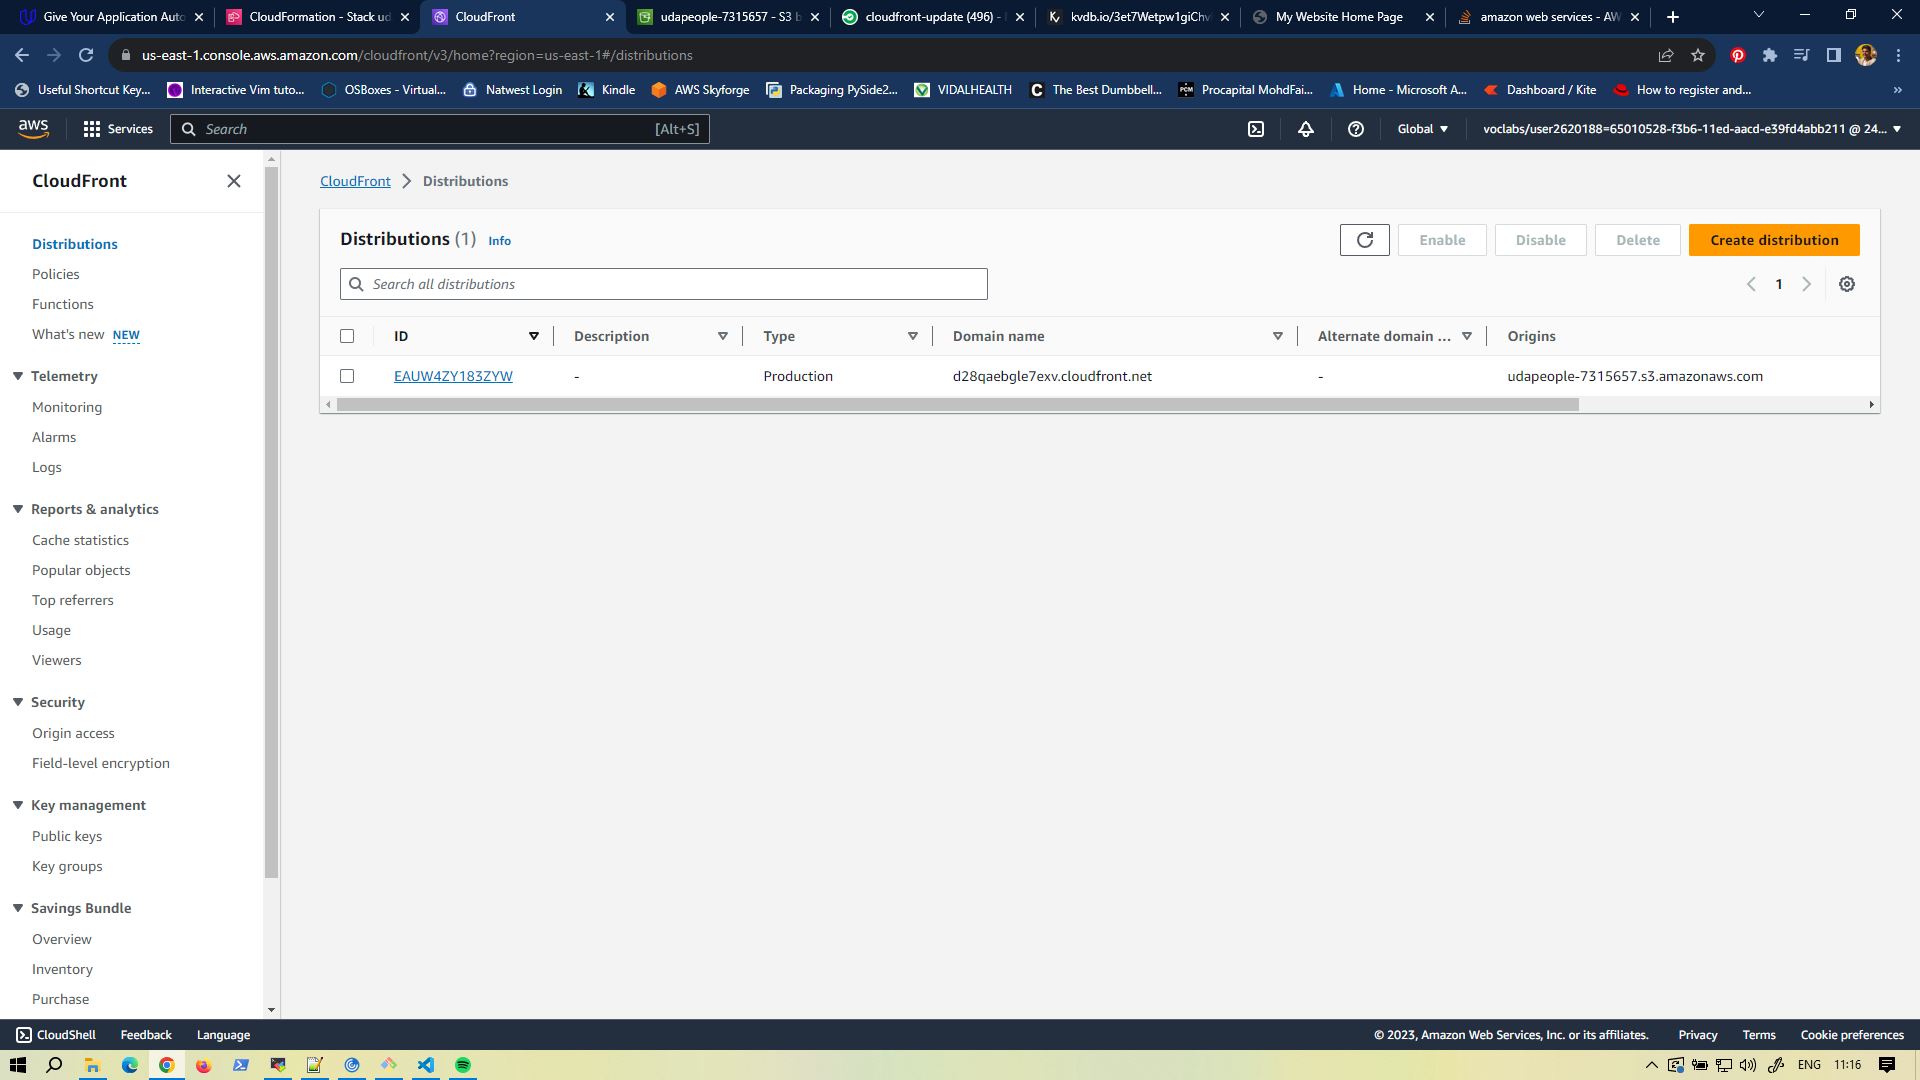 Give Your Application Auto
CloudFormation - Stack ud
CloudFront
udapeople-7315657 - S3 b
cloudfront-update (496) -
kvdb.io/3et7Wetpw1giChv
My Website Home Page
amazon web services - AW
us-east-1.console.aws.amazon.com/cloudfront/v3/home?region=us-east-1#/distributions
Useful Shortcut Key...
Interactive Vim tuto...
OSBoxes - Virtual...
Natwest Login
Kindle
AWS Skyforge
Packaging PySide2...
VIDALHEALTH
The Best Dumbbell...
Procapital MohdFai...
Home - Microsoft A...
Dashboard / Kite
How to register and...
aws
Services
Search
[Alt+S]
Global
voclabs/user2620188=65010528-f3b6-11ed-aacd-e39fd4abb211 @ 24...
CloudFront
Distributions
Policies
Functions
What's new NEW
Telemetry
Monitoring
Alarms
Logs
Reports & analytics
Cache statistics
Popular objects
Top referrers
Usage
Viewers
Security
Origin access
Field-level encryption
Key management
Public keys
Key groups
Savings Bundle
Overview
Inventory
Purchase
CloudFront
Distributions
Distributions (1) Info
Enable
Disable
Delete
Create distribution
Search all distributions
1
ID
Description
Type
Domain name
Alternate domain ...
Origins
EAUW4ZY183ZYW
-
Production
d28qaebgle7exv.cloudfront.net
-
udapeople-7315657.s3.amazonaws.com
CloudShell
Feedback
Language
© 2023, Amazon Web Services, Inc. or its affiliates.
Privacy
Terms
Cookie preferences
ENG
11:16